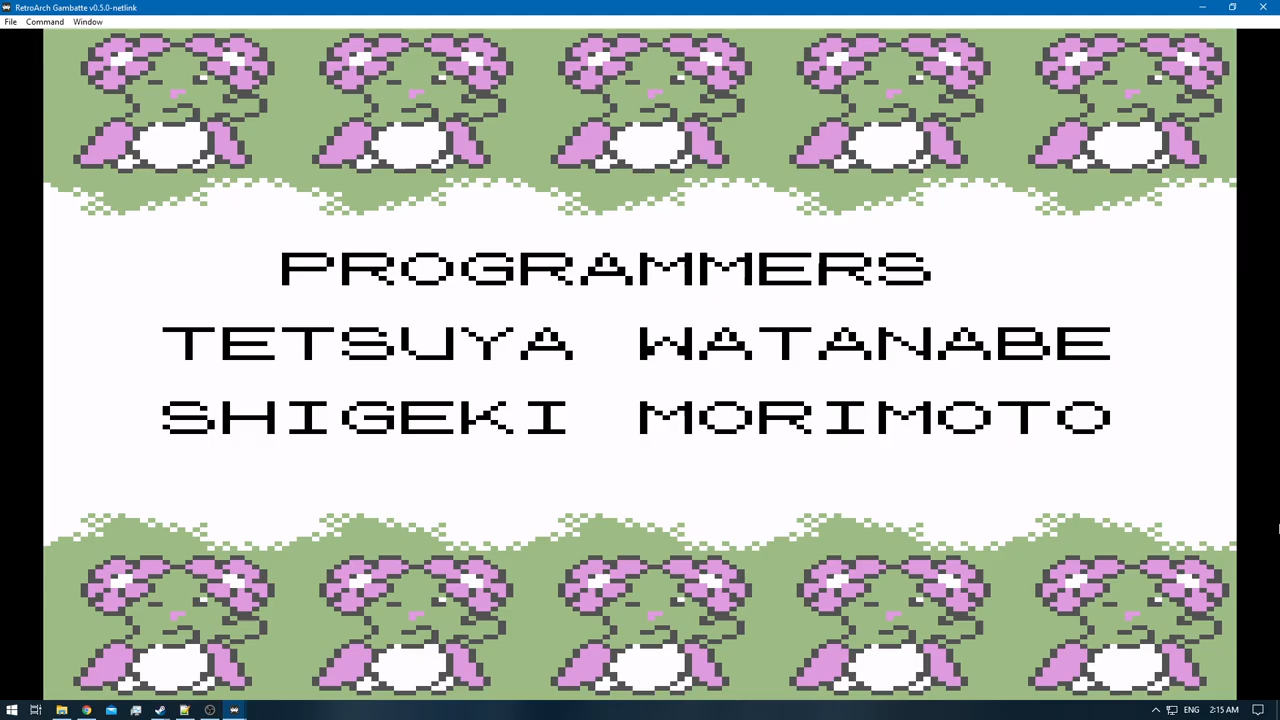 RetroArch Gambatte v0.5.0-netlink
File Command Window
PROGRAMMERS
TETSUYA WATANABE
SHIGEKI MORIMOTO
ENG 2:15 AM